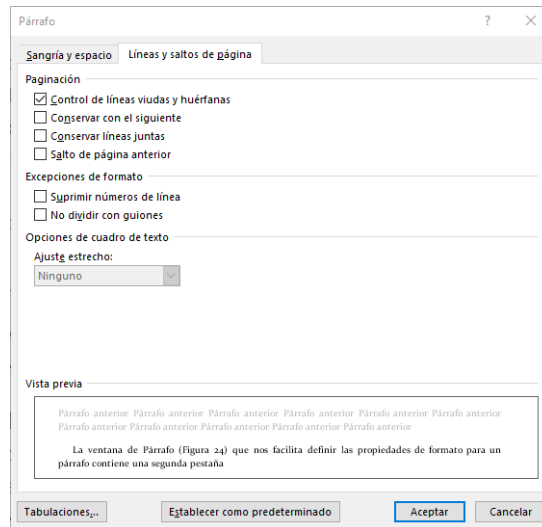 Párrafo ? ×
Sangría y espacio Líneas y saltos de página
Paginación
Control de líneas viudas y huérfanas
Conservar con el siguiente
Conservar líneas juntas
Salto de página anterior
Excepciones de formato
Suprimir números de línea
No dividir con guiones
Opciones de cuadro de texto
Ajuste estrecho:
Ninguno
Vista previa
Párrafo anterior Párrafo anterior Párrafo anterior Párrafo anterior Párrafo anterior Párrafo anterior
Párrafo anterior Párrafo anterior Párrafo anterior Párrafo anterior Párrafo anterior
La ventana de Párrafo (Figura 24) que nos facilita definir las propiedades de formato para un
párrafo contiene una segunda pestaña
Tabulaciones... Establecer como predeterminado Aceptar Cancelar